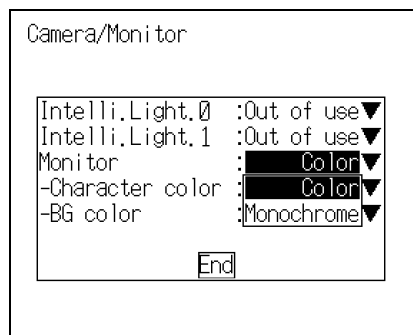 Camera/Monitor
Intelli.Light.0 :Out of use▼
Intelli.Light.1 :Out of use▼
Monitor : Color▼
-Character color : Color▼
-BG color :Monochrome▼
End